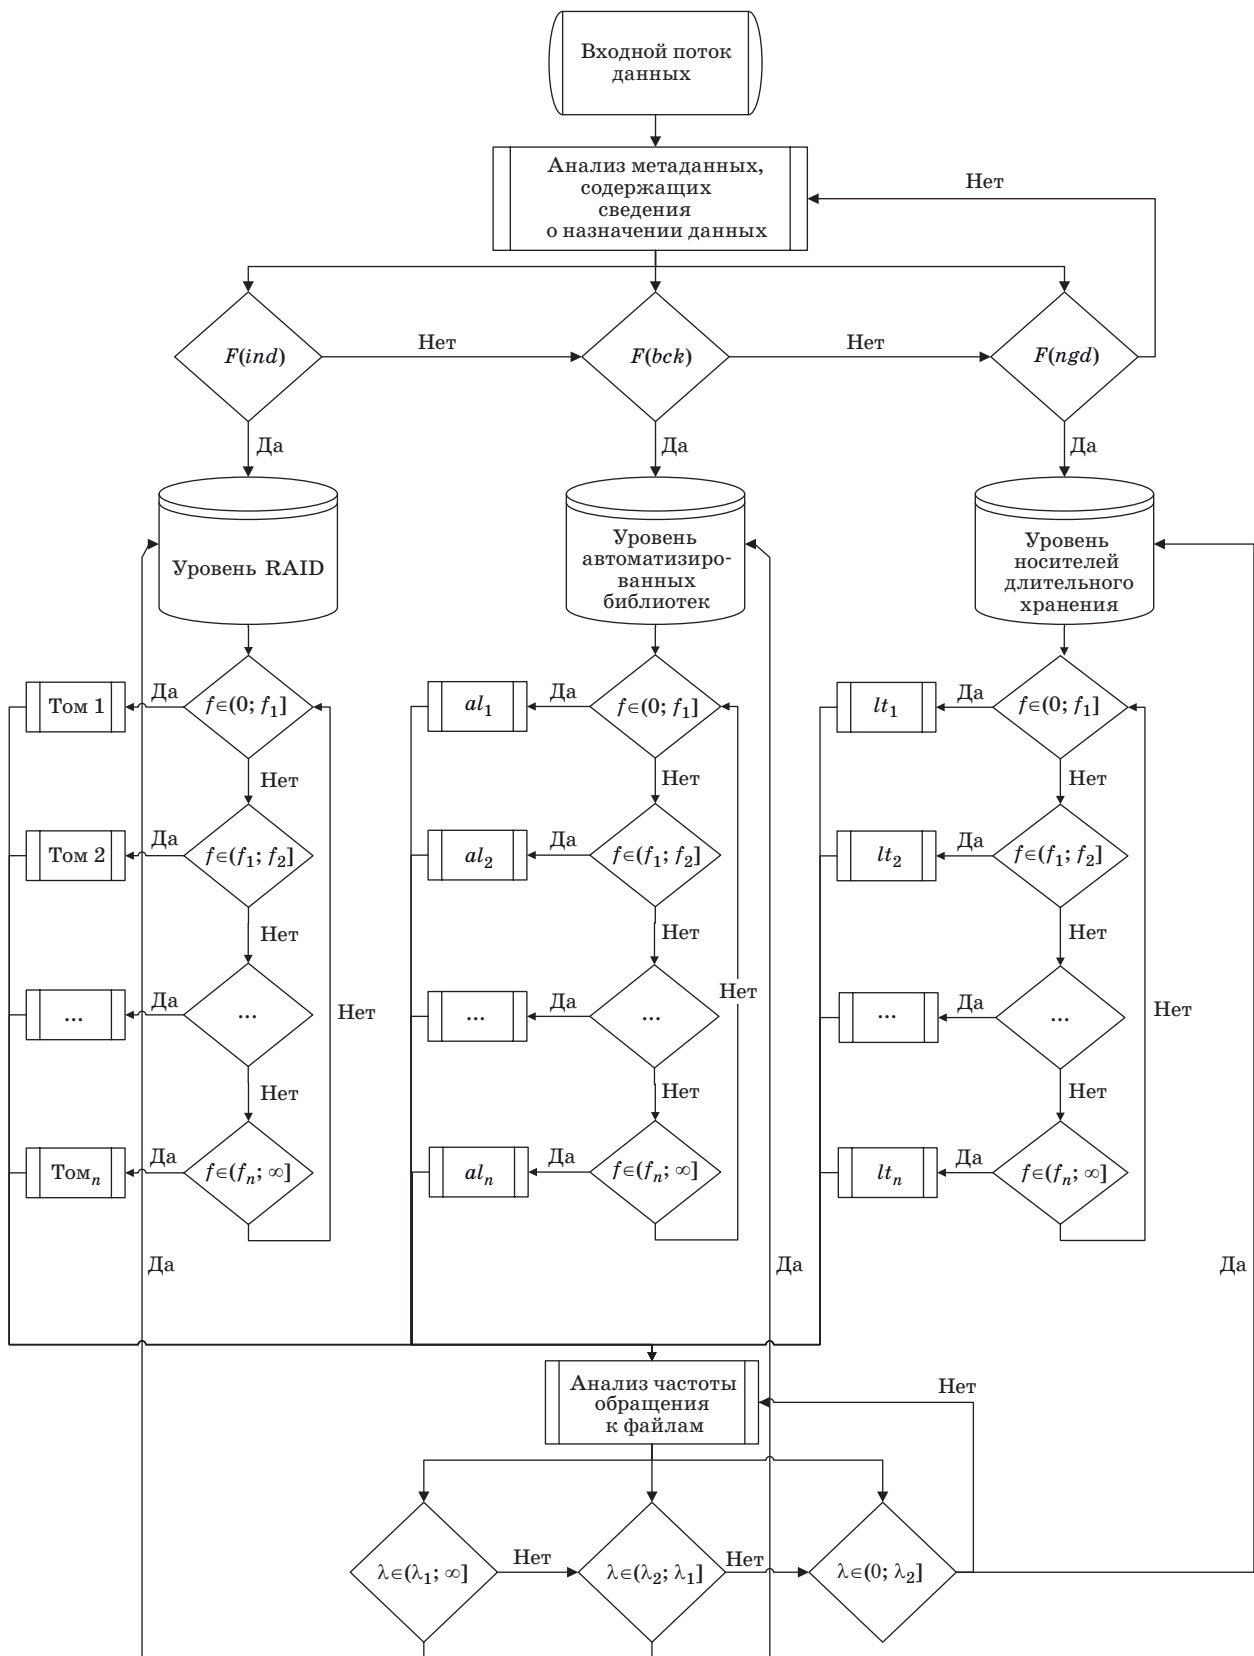 Входной поток
данных
Анализ метаданных,
содержащих
сведения
о назначении данных
Нет
F(ind)
Нет
F(bck)
Нет
F(ngd)
Да
Да
Да
Уровень RAID
Уровень
автоматизиро-
ванных
библиотек
Уровень
носителей
длительного
хранения
Том 1
Да
f∈(0; f₁]
al₁
Да
f∈(0; f₁]
lt₁
Да
f∈(0; f₁]
Нет
Нет
Нет
Том 2
Да
f∈(f₁; f₂]
al₂
Да
f∈(f₁; f₂]
lt₂
Да
f∈(f₁; f₂]
Нет
Нет
Нет
...
Да
...
Нет
...
Да
...
Нет
...
Да
...
Нет
Нет
Нет
Нет
Томₙ
Да
f∈(fₙ; ∞]
alₙ
Да
f∈(fₙ; ∞]
ltₙ
Да
f∈(fₙ; ∞]
Да
Да
Да
Анализ частоты
обращения
к файлам
Нет
λ∈(λ₁; ∞]
Нет
λ∈(λ₂; λ₁]
Нет
λ∈(0; λ₂]